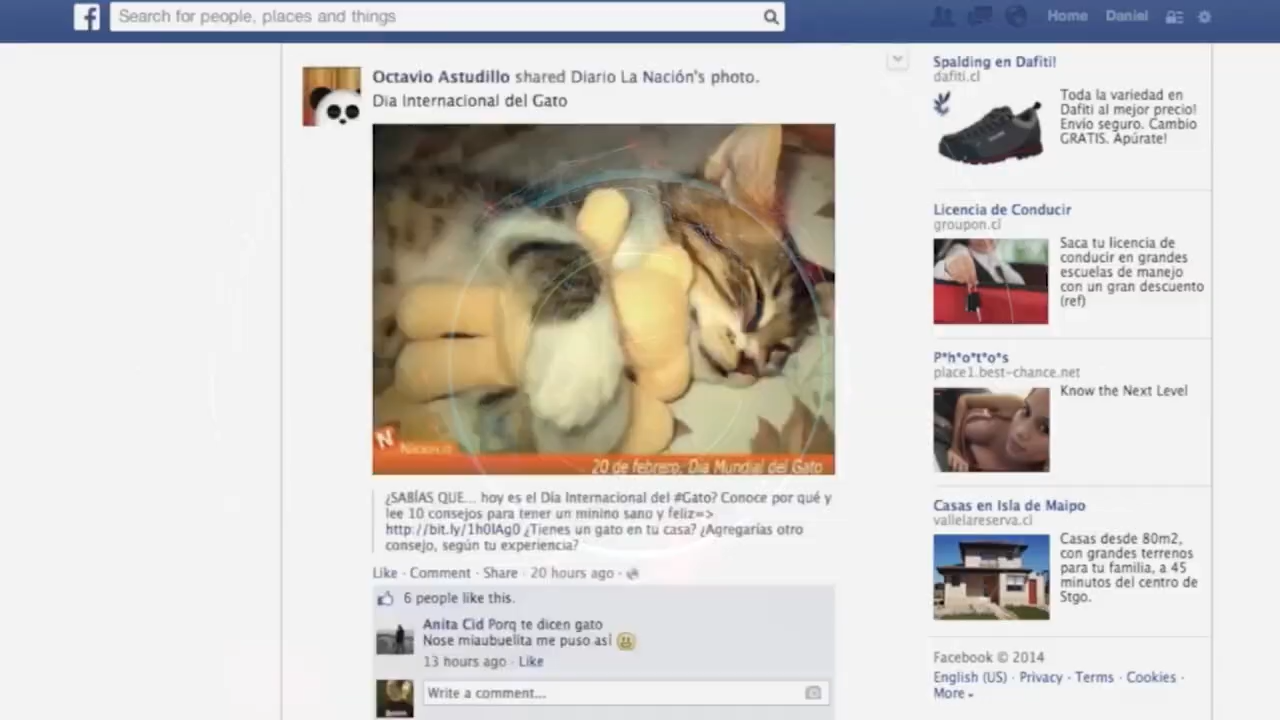 Search for people, places and things
Home
Daniel
Octavio Astudillo shared Diario La Nación's photo.
Dia Internacional del Gato
N
Nacion.cl
20 de febrero, Dia Mundial del Gato
¿SABÍAS QUE... hoy es el Día Internacional del #Gato? Conoce por qué y
lee 10 consejos para tener un minino sano y feliz=>
http://bit.ly/1h0IAg0 ¿Tienes un gato en tu casa? ¿Agregarías otro
consejo, según tu experiencia?
Like · Comment · Share · 20 hours ago ·
6 people like this.
Anita Cid Porq te dicen gato
Nose miaubuelita me puso asi
13 hours ago · Like
Write a comment...
Spalding en Dafiti!
dafiti.cl
Toda la variedad en
Dafiti al mejor precio!
Envío seguro. Cambio
GRATIS. Apúrate!
Licencia de Conducir
groupon.cl
Saca tu licencia de
conducir en grandes
escuelas de manejo
con un gran descuento
(ref)
P*h*o*t*o*s
place1.best-chance.net
Know the Next Level
Casas en Isla de Maipo
vallelareserva.cl
Casas desde 80m2,
con grandes terrenos
para tu familia, a 45
minutos del centro de
Stgo.
Facebook © 2014
English (US) · Privacy · Terms · Cookies ·
More